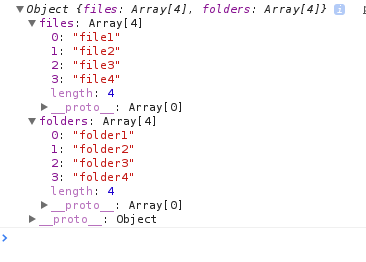 Object {files: Array[4], folders: Array[4]} i
files: Array[4]
0: "file1"
1: "file2"
2: "file3"
3: "file4"
length: 4
__proto__: Array[0]
folders: Array[4]
0: "folder1"
1: "folder2"
2: "folder3"
3: "folder4"
length: 4
__proto__: Array[0]
__proto__: Object
>